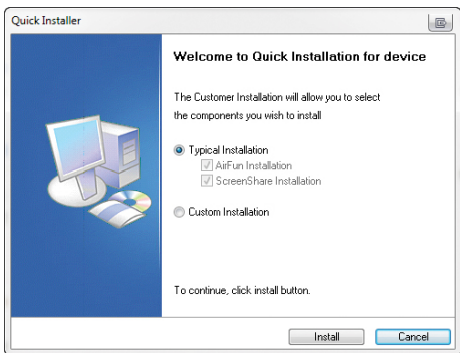 Quick Installer
Welcome to Quick Installation for device
The Customer Installation will allow you to select
the components you wish to install
Typical Installation
AirFun Installation
ScreenShare Installation
Custom Installation
To continue, click install button.
Install
Cancel